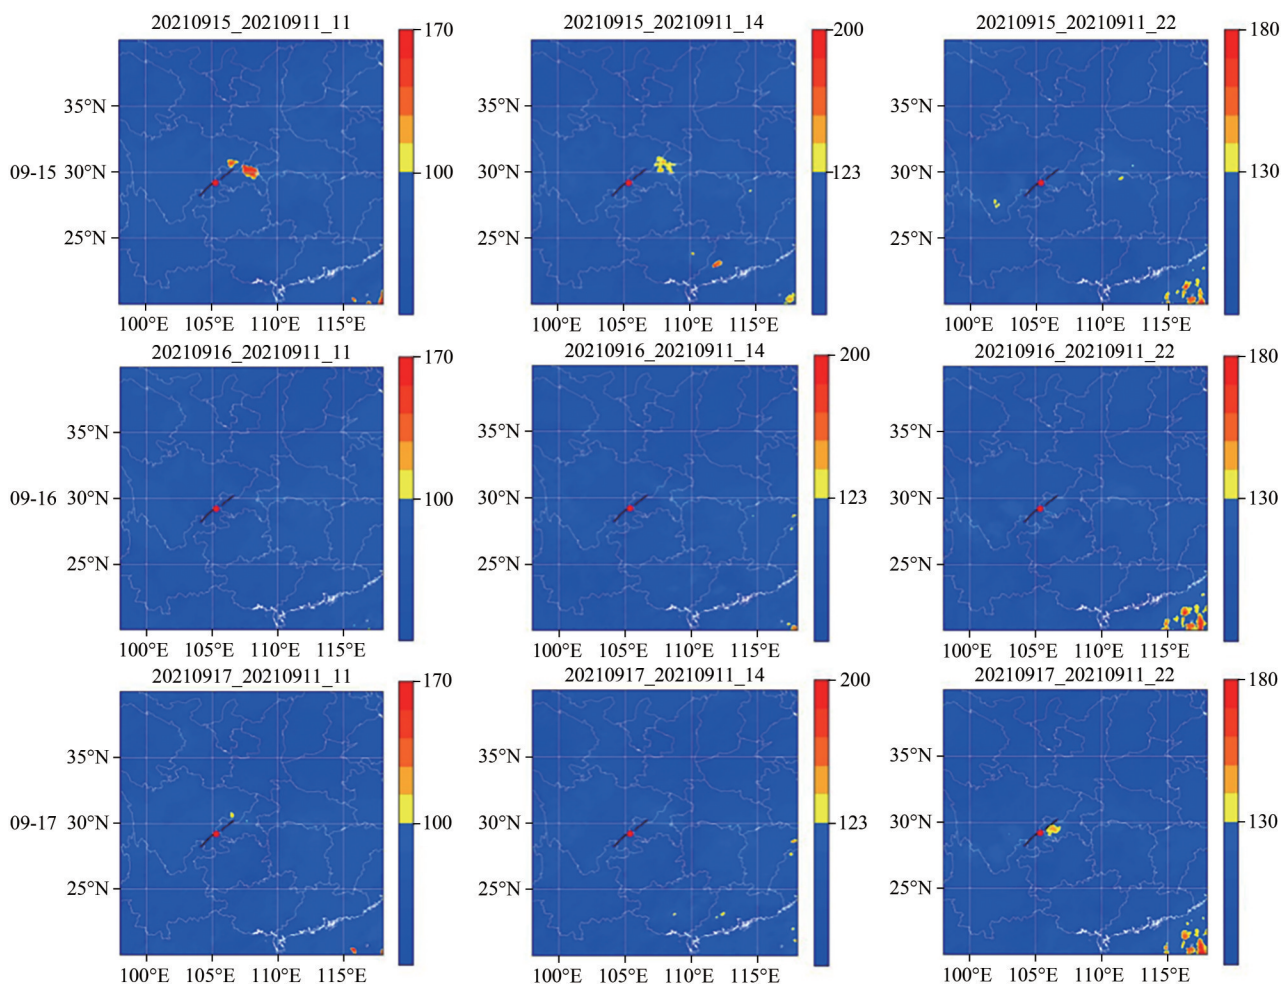 20210915_20210911_11 20210915_20210911_14 20210915_20210911_22
170 200 180
35°N 35°N 35°N
09-15 30°N 100 30°N 123 30°N 130
25°N 25°N 25°N
100°E 105°E 110°E 115°E 100°E 105°E 110°E 115°E 100°E 105°E 110°E 115°E
20210916_20210911_11 20210916_20210911_14 20210916_20210911_22
170 200 180
35°N 35°N 35°N
09-16 30°N 100 30°N 123 30°N 130
25°N 25°N 25°N
100°E 105°E 110°E 115°E 100°E 105°E 110°E 115°E 100°E 105°E 110°E 115°E
20210917_20210911_11 20210917_20210911_14 20210917_20210911_22
170 200 180
35°N 35°N 35°N
09-17 30°N 100 30°N 123 30°N 130
25°N 25°N 25°N
100°E 105°E 110°E 115°E 100°E 105°E 110°E 115°E 100°E 105°E 110°E 115°E